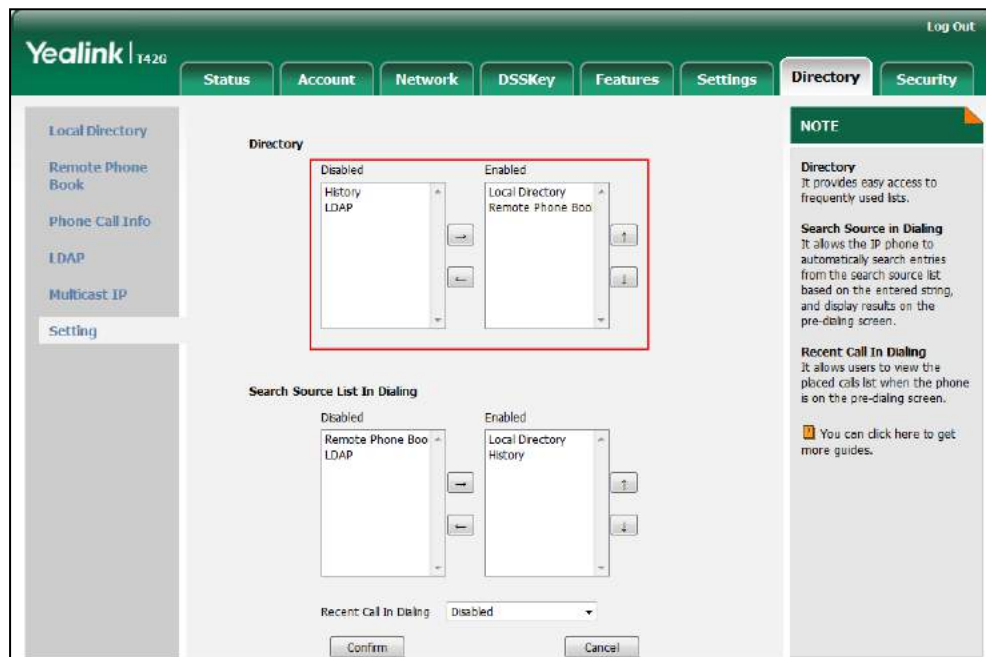 Log Out
Yealink T42G
Status Account Network DSSKey Features Settings Directory Security
Local Directory
Remote Phone
Book
Phone Call Info
LDAP
Multicast IP
Setting
Directory
Disabled
History
LDAP
→
←
Enabled
Local Directory
Remote Phone Boo
↑
↓
Search Source List In Dialing
Disabled
Remote Phone Boo
LDAP
→
←
Enabled
Local Directory
History
↑
↓
Recent Call In Dialing Disabled
Confirm Cancel
NOTE
Directory
It provides easy access to
frequently used lists.
Search Source in Dialing
It allows the IP phone to
automatically search entries
from the search source list
based on the entered string,
and display results on the
pre-dialing screen.
Recent Call In Dialing
It allows users to view the
placed calls list when the phone
is on the pre-dialing screen.
You can click here to get
more guides.